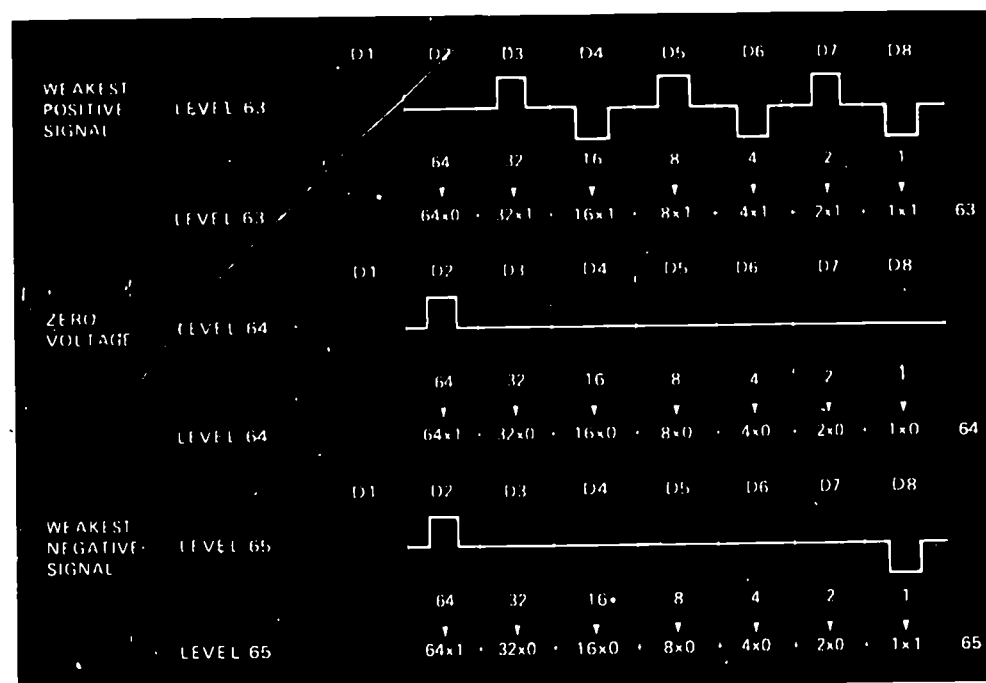 D1 D2 D3 D4 D5 D6 D7 D8
WEAKEST
POSITIVE LEVEL 63
SIGNAL
64 32 16 8 4 2 1
LEVEL 63 64x0 + 32x1 + 16x1 + 8x1 + 4x1 + 2x1 + 1x1 63
D1 D2 D3 D4 D5 D6 D7 D8
ZERO LEVEL 64
VOLTAGE
64 32 16 8 4 2 1
LEVEL 64 64x1 + 32x0 + 16x0 + 8x0 + 4x0 + 2x0 + 1x0 64
D1 D2 D3 D4 D5 D6 D7 D8
WEAKEST
NEGATIVE LEVEL 65
SIGNAL
64 32 16 8 4 2 1
LEVEL 65 64x1 + 32x0 + 16x0 + 8x0 + 4x0 + 2x0 + 1x1 65